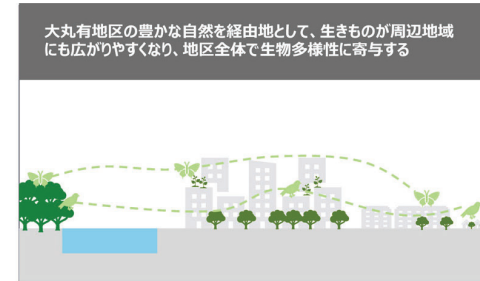 大丸有地区の豊かな自然を経由地として、生きものが周辺地域
にも広がりやすくなり、地区全体で生物多様性に寄与する